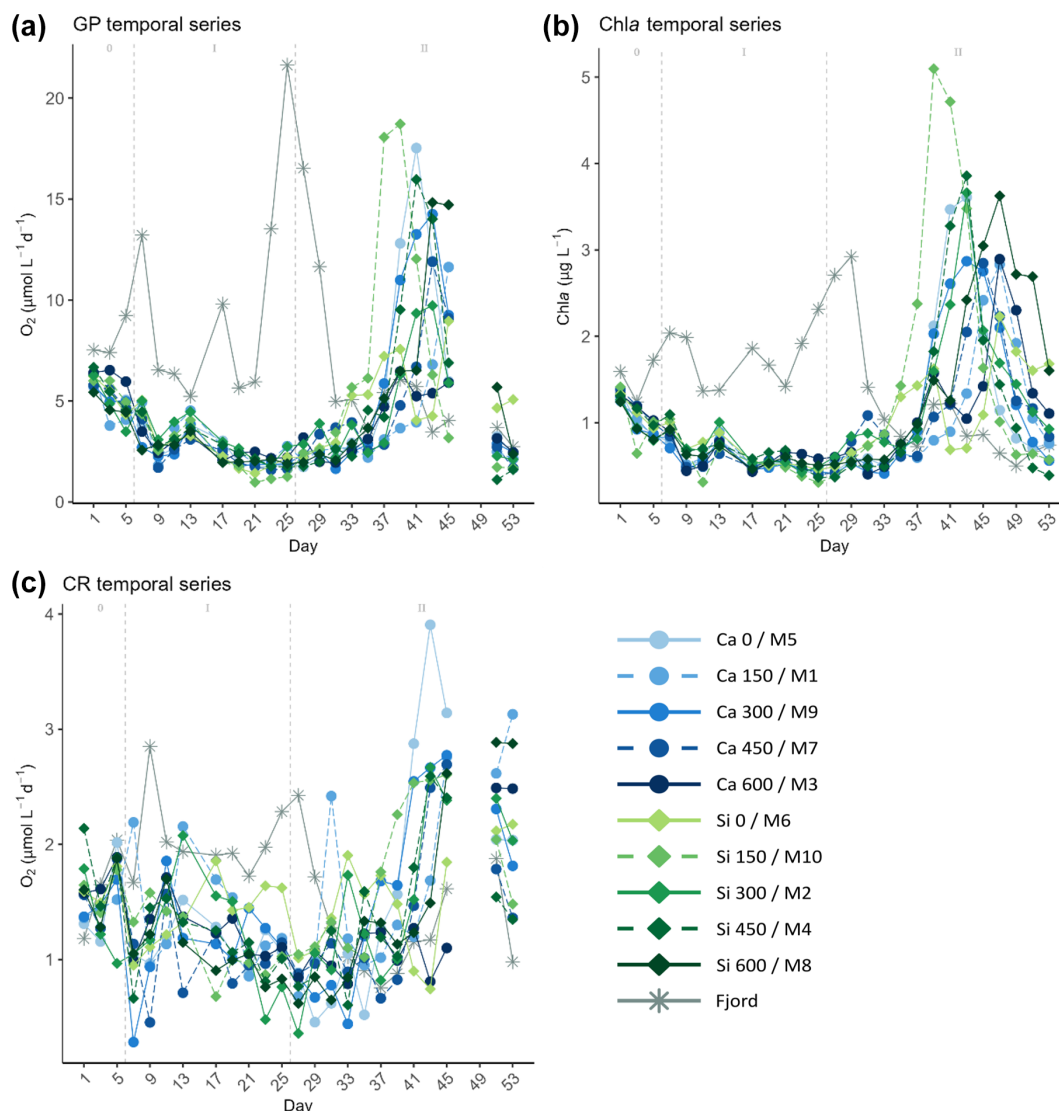 (a) GP temporal series
0 I II
O₂ (µmol L⁻¹ d⁻¹)
20
15
10
5
0
1 5 9 13 17 21 25 29 33 37 41 45 49 53
Day
(b) Chla temporal series
0 I II
Chla (µg L⁻¹)
5
4
3
2
1
1 5 9 13 17 21 25 29 33 37 41 45 49 53
Day
(c) CR temporal series
0 I II
O₂ (µmol L⁻¹ d⁻¹)
4
3
2
1
1 5 9 13 17 21 25 29 33 37 41 45 49 53
Day
Ca 0 / M5
Ca 150 / M1
Ca 300 / M9
Ca 450 / M7
Ca 600 / M3
Si 0 / M6
Si 150 / M10
Si 300 / M2
Si 450 / M4
Si 600 / M8
Fjord